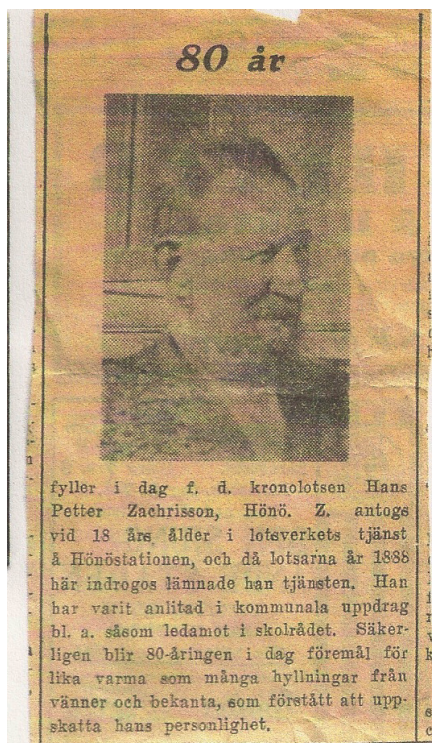 80 år
fyller i dag f. d. kronolotsen Hans
Petter Zachrisson, Hönö. Z. antogs
vid 18 års ålder i lotsverkets tjänst
å Hönöstationen, och då lotsarna år 1888
här indrogos lämnade han tjänsten. Han
har varit anlitad i kommunala uppdrag
bl. a. såsom ledamot i skolrådet. Säker-
ligen blir 80-åringen i dag föremål för
lika varma som många hyllningar från
vänner och bekanta, som förstått att upp-
skatta hans personlighet.